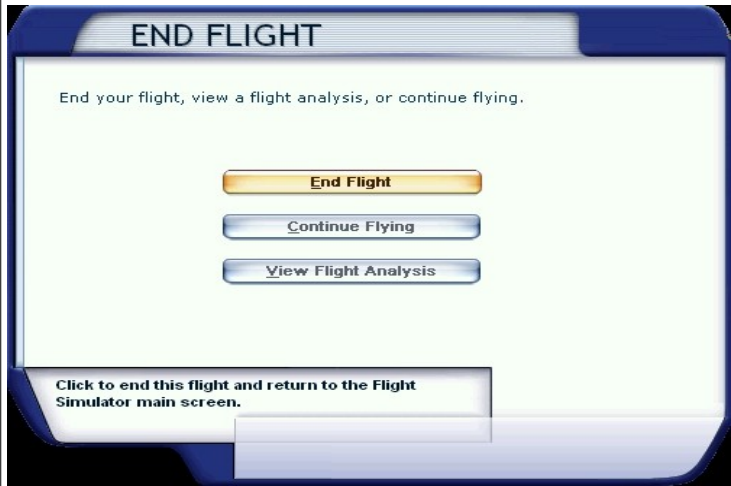 END FLIGHT
End your flight, view a flight analysis, or continue flying.
End Flight
Continue Flying
View Flight Analysis
Click to end this flight and return to the Flight
Simulator main screen.